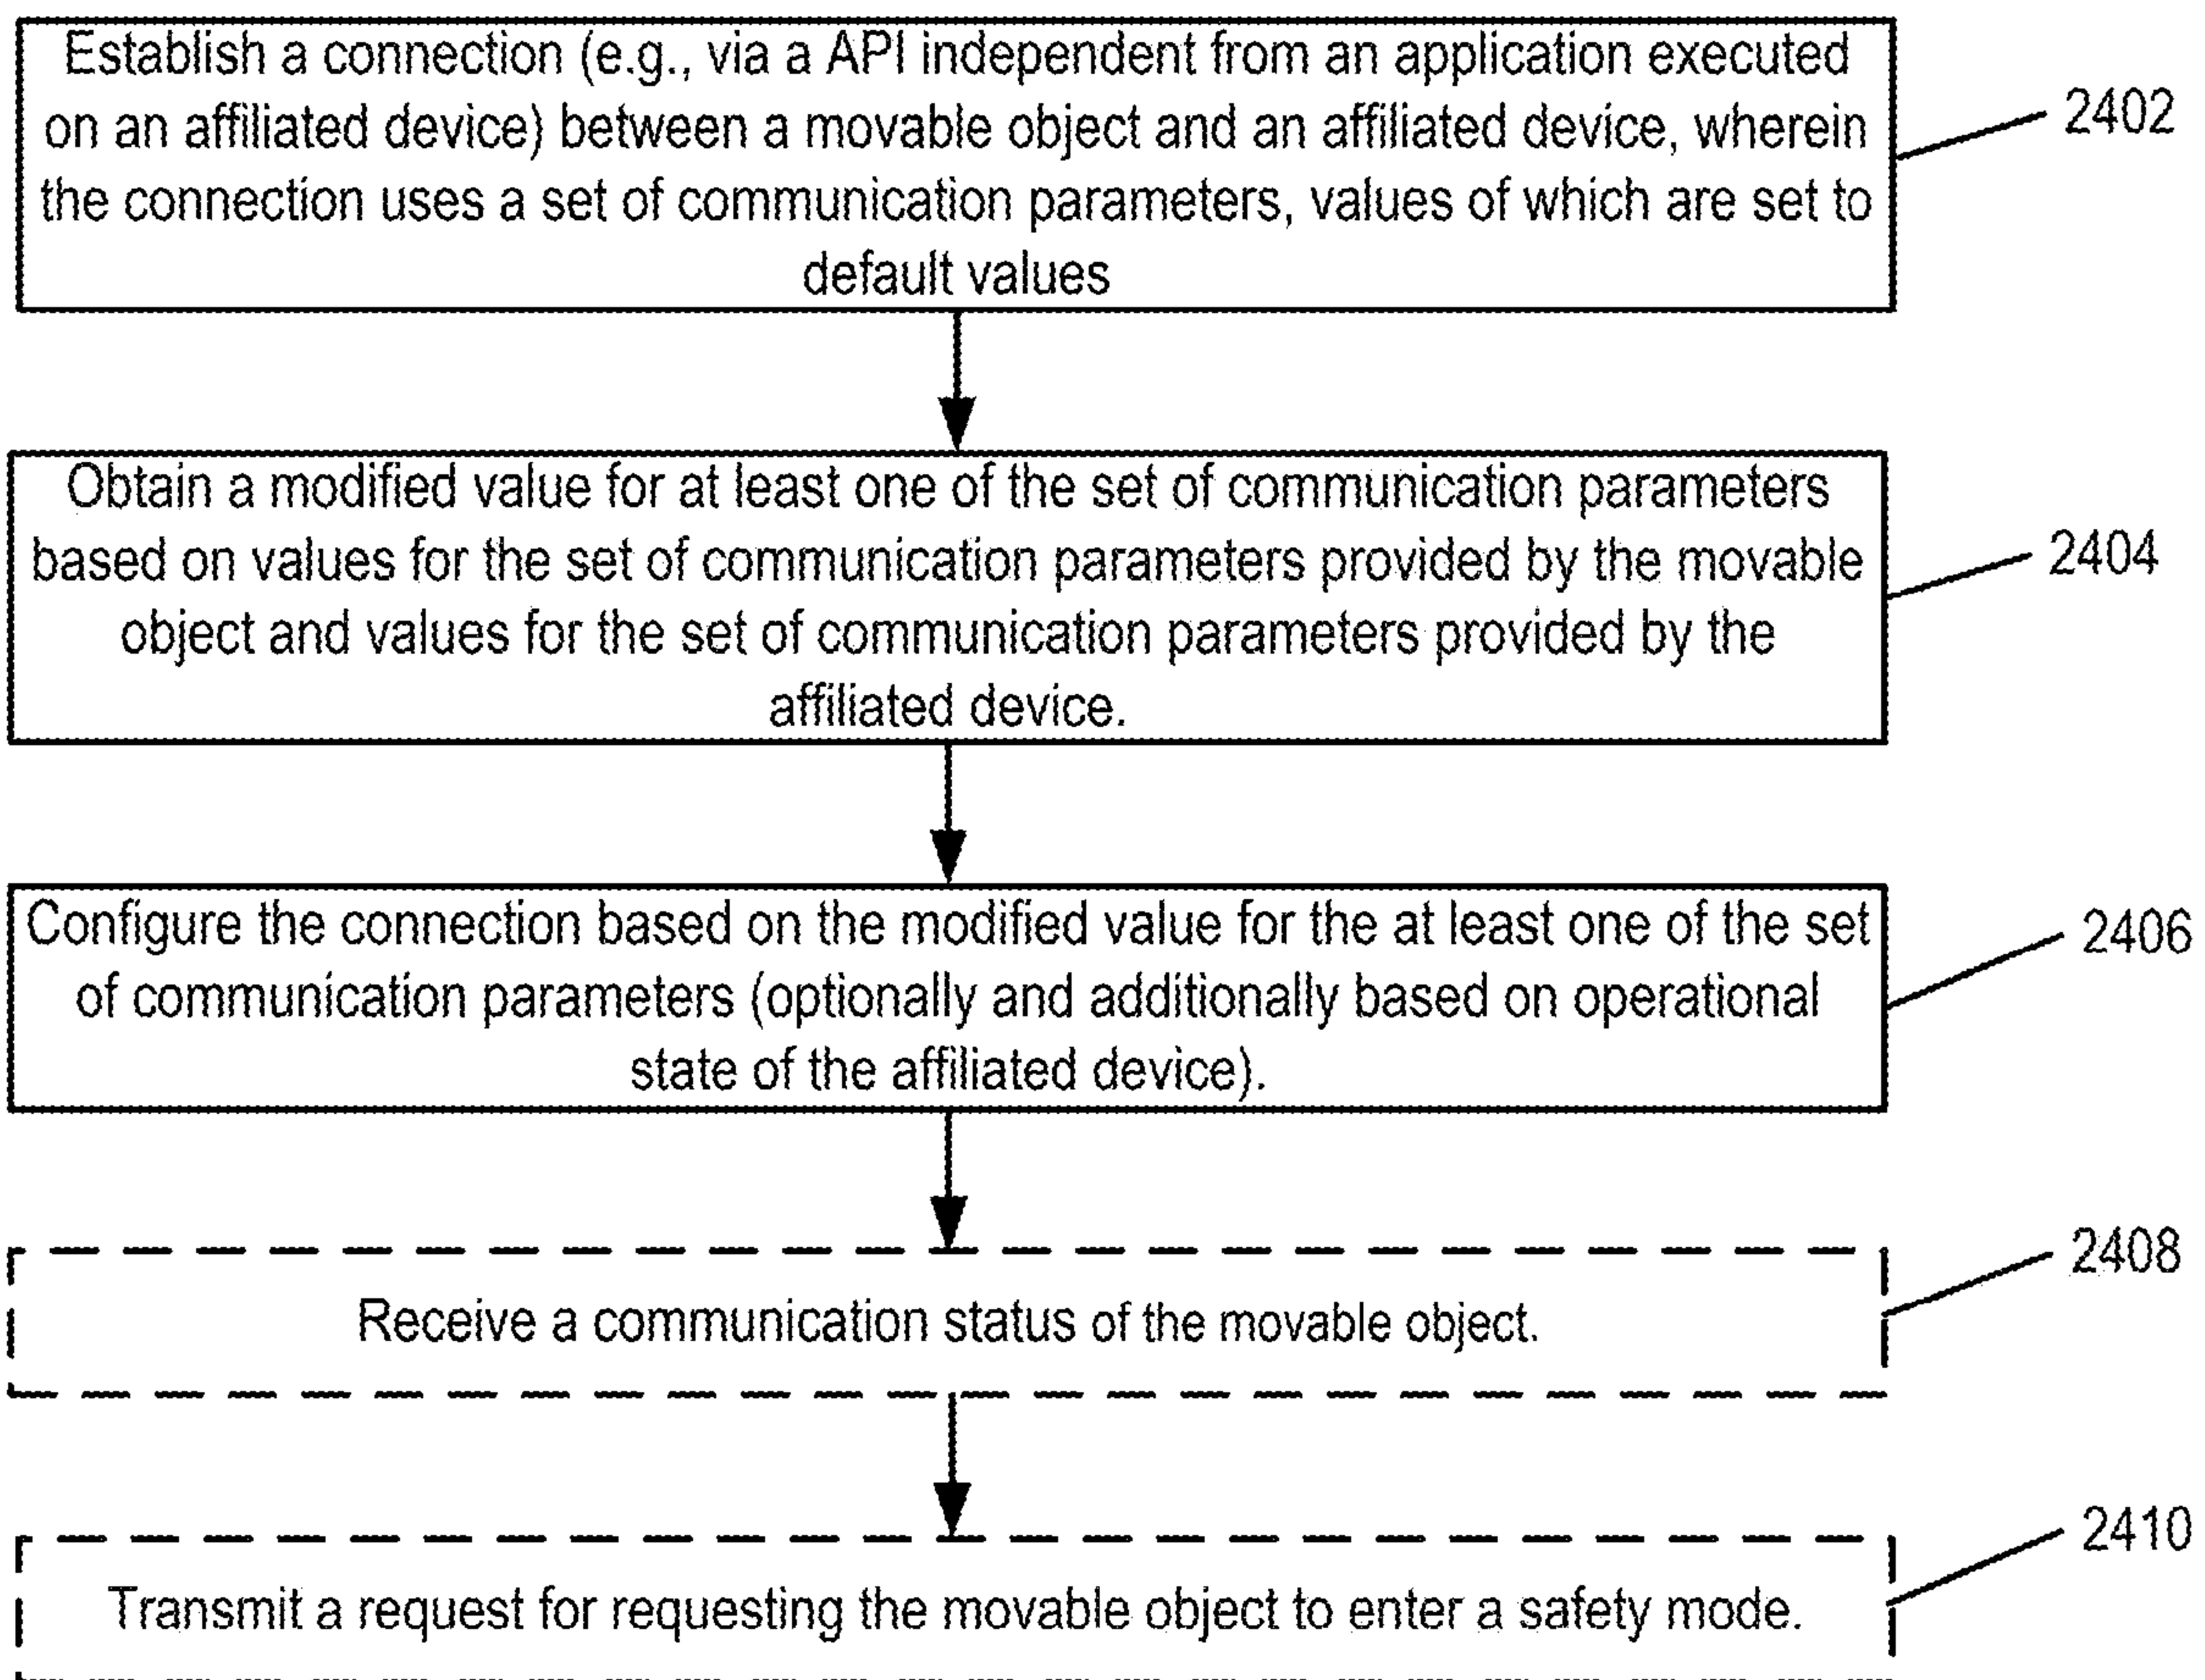 Establish a connection (e.g., via a API independent from an application executed
on an affiliated device) between a movable object and an affiliated device, wherein
the connection uses a set of communication parameters, values of which are set to
default values
2402
Obtain a modified value for at least one of the set of communication parameters
based on values for the set of communication parameters provided by the movable
object and values for the set of communication parameters provided by the
affiliated device.
2404
Configure the connection based on the modified value for the at least one of the set
of communication parameters (optionally and additionally based on operational
state of the affiliated device).
2406
Receive a communication status of the movable object.
2408
Transmit a request for requesting the movable object to enter a safety mode.
2410